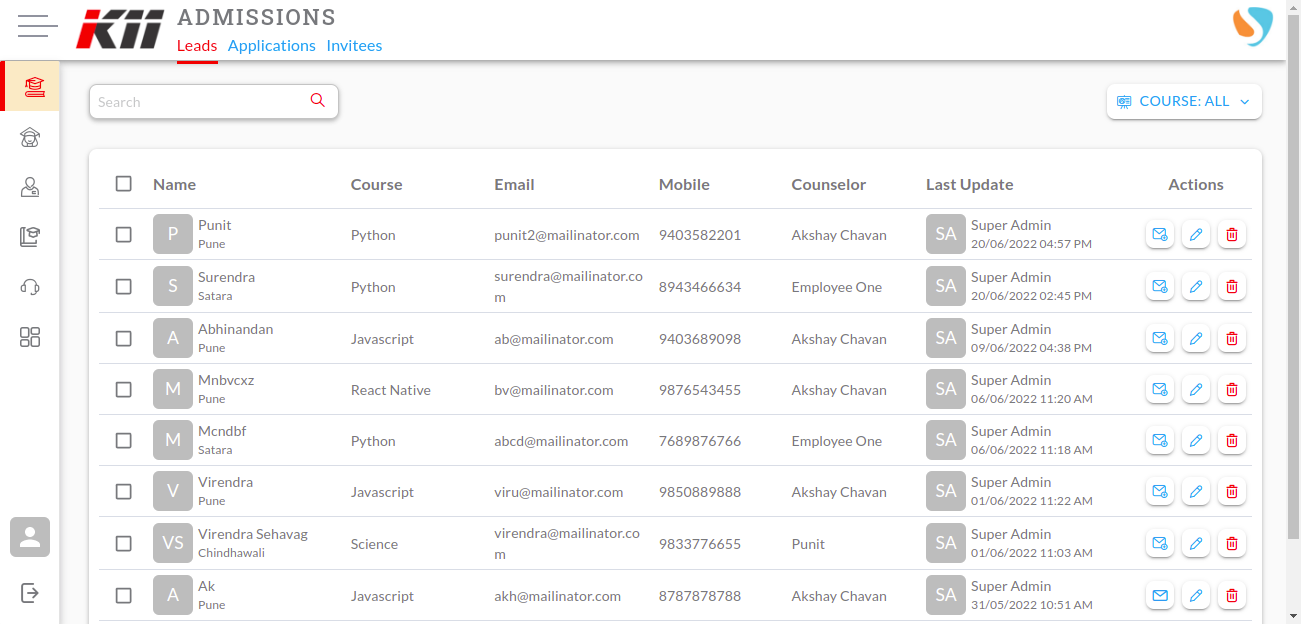 KITI
ADMISSIONS
Leads Applications Invitees
Search
COURSE: ALL
Name Course Email Mobile Counselor Last Update Actions
P Punit Pune Python punit2@mailinator.com 9403582201 Akshay Chavan SA Super Admin 20/06/2022 04:57 PM
S Surendra Satara Python surendra@mailinator.co
m 8943466634 Employee One SA Super Admin 20/06/2022 02:45 PM
A Abhinandan Pune Javascript ab@mailinator.com 9403689098 Akshay Chavan SA Super Admin 09/06/2022 04:38 PM
M Mnbvcxz Pune React Native bv@mailinator.com 9876543455 Akshay Chavan SA Super Admin 06/06/2022 11:20 AM
M Mcndbf Satara Python abcd@mailinator.com 7689876766 Employee One SA Super Admin 06/06/2022 11:18 AM
V Virendra Pune Javascript viru@mailinator.com 9850889888 Akshay Chavan SA Super Admin 01/06/2022 11:22 AM
VS Virendra Sehavag Chindhawali Science virendra@mailinator.co
m 9833776655 Punit SA Super Admin 01/06/2022 11:03 AM
A Ak Pune Javascript akh@mailinator.com 8787878788 Akshay Chavan SA Super Admin 31/05/2022 10:51 AM